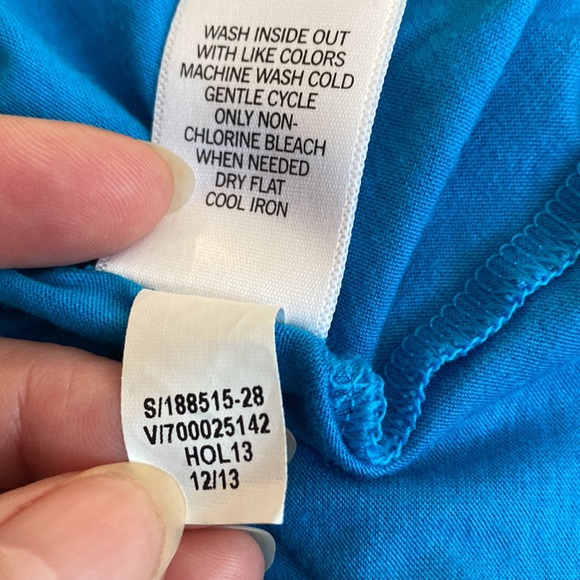 WASH INSIDE OUT
WITH LIKE COLORS
MACHINE WASH COLD
GENTLE CYCLE
ONLY NON-
CHLORINE BLEACH
WHEN NEEDED
DRY FLAT
COOL IRON
S/188515-28
V/700025142
HOL13
12/13